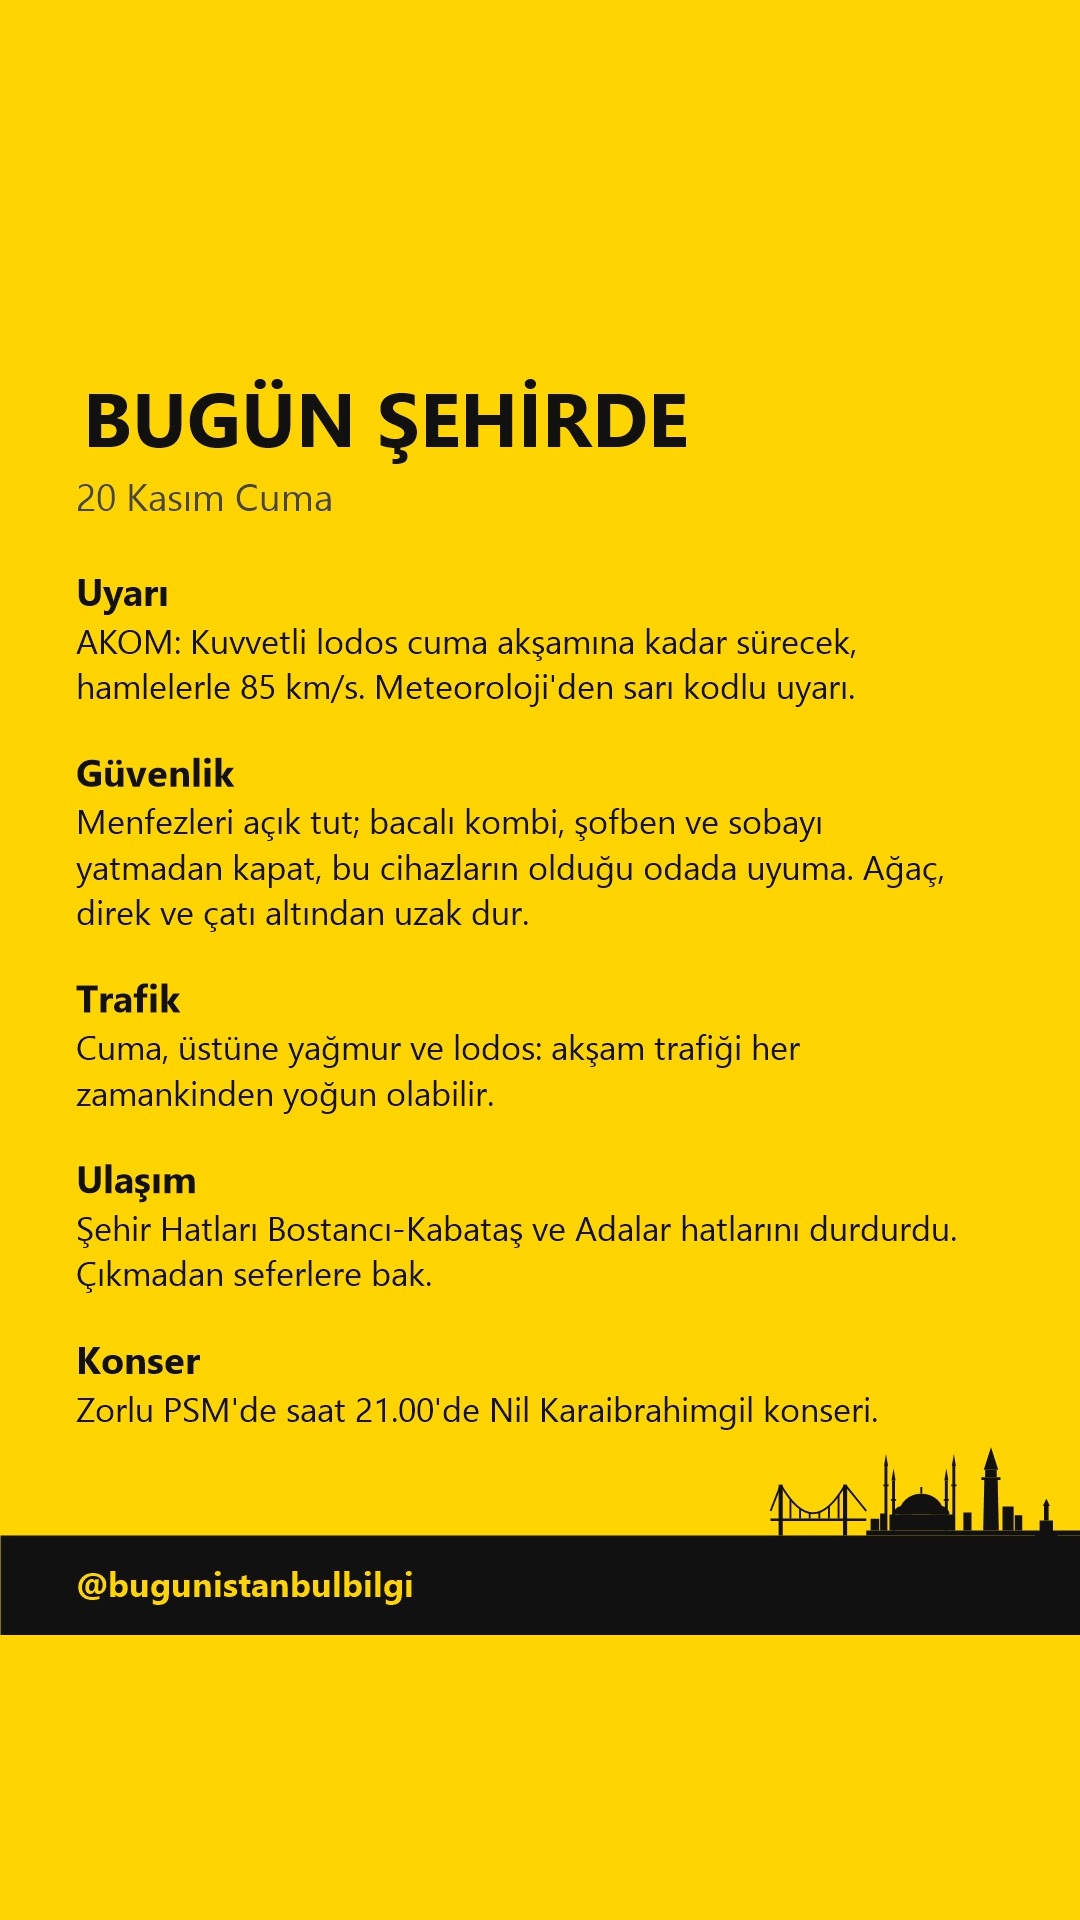 BUGÜN ŞEHİRDE
20 Kasım Cuma
Uyarı
AKOM: Kuvvetli lodos cuma akşamına kadar sürecek,
hamlelerle 85 km/s. Meteoroloji'den sarı kodlu uyarı.
Güvenlik
Menfezleri açık tut; bacalı kombi, şofben ve sobayı
yatmadan kapat, bu cihazların olduğu odada uyuma. Ağaç,
direk ve çatı altından uzak dur.
Trafik
Cuma, üstüne yağmur ve lodos: akşam trafiği her
zamankinden yoğun olabilir.
Ulaşım
Şehir Hatları Bostancı-Kabataş ve Adalar hatlarını durdurdu.
Çıkmadan seferlere bak.
Konser
Zorlu PSM'de saat 21.00'de Nil Karaibrahimgil konseri.
@bugunistanbulbilgi